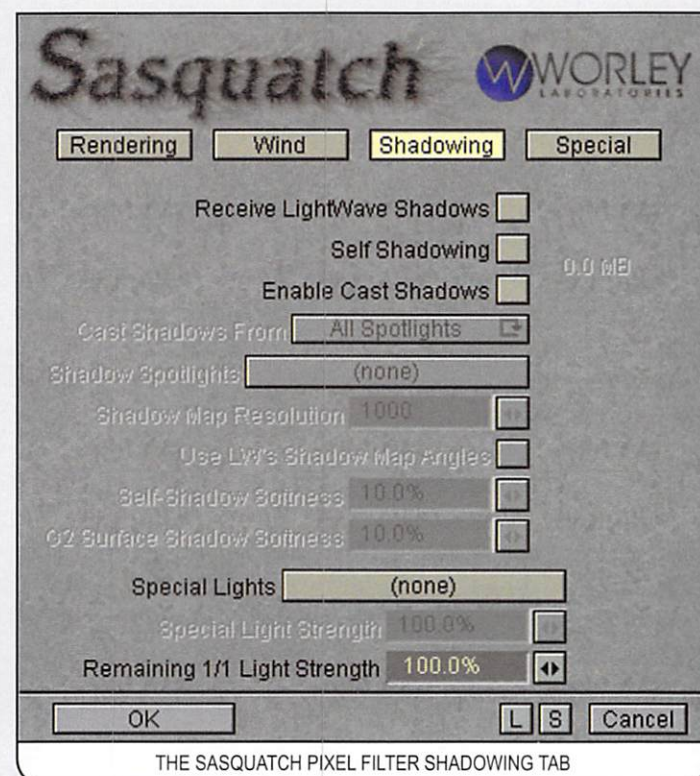 Sasquatch
WORLEY
LABORATORIES
Rendering Wind Shadowing Special
Receive LightWave Shadows
Self Shadowing
0.0 MB
Enable Cast Shadows
Cast Shadows From All Spotlights
Shadow Spotlights (none)
Shadow Map Resolution 1000
Use LW's Shadow Map Angles
Self-Shadow Softness 10.0%
G2 Surface Shadow Softness 10.0%
Special Lights (none)
Special Light Strength 100.0%
Remaining 1/1 Light Strength 100.0%
OK L S Cancel
THE SASQUATCH PIXEL FILTER SHADOWING TAB